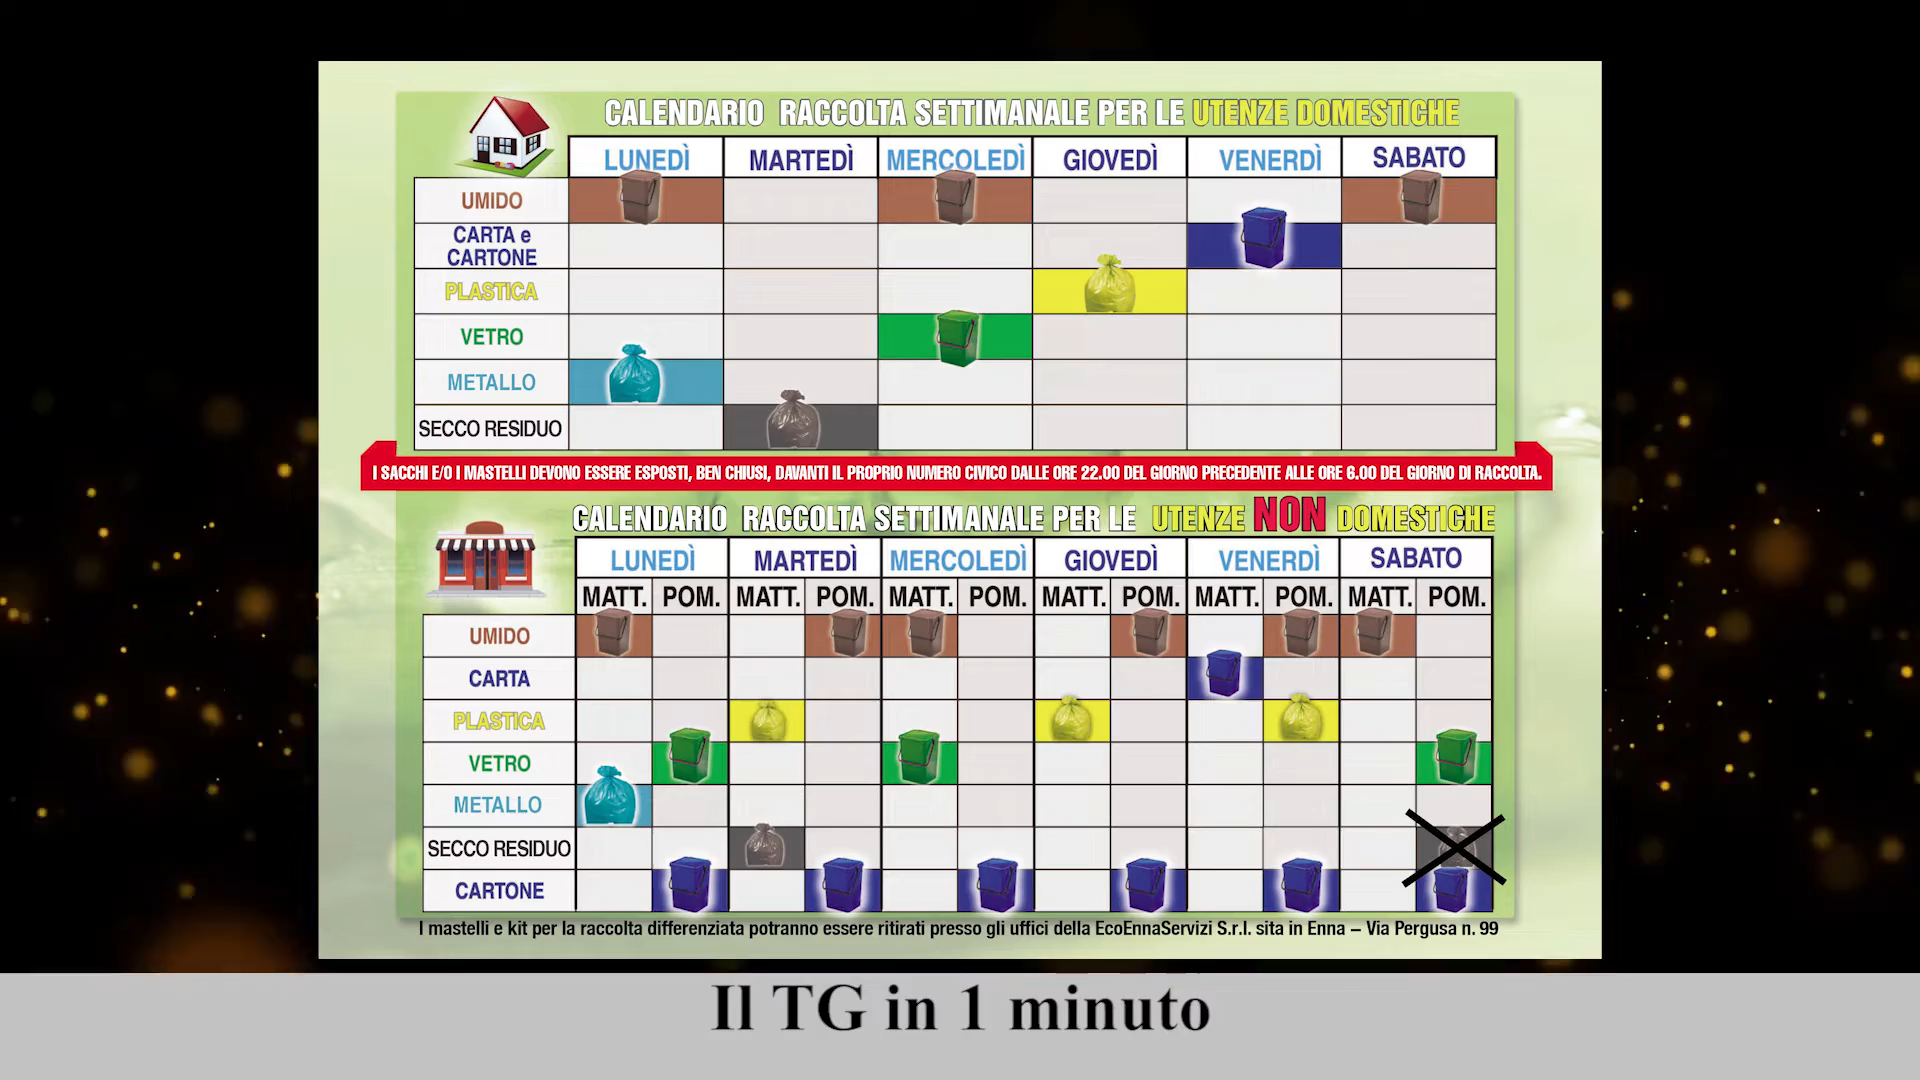 CALENDARIO RACCOLTA SETTIMANALE PER LE UTENZE DOMESTICHE
LUNEDÌ MARTEDÌ MERCOLEDÌ GIOVEDÌ VENERDÌ SABATO
UMIDO
CARTA e
CARTONE
PLASTICA
VETRO
METALLO
SECCO RESIDUO
I SACCHI E/O I MASTELLI DEVONO ESSERE ESPOSTI, BEN CHIUSI, DAVANTI IL PROPRIO NUMERO CIVICO DALLE ORE 22.00 DEL GIORNO PRECEDENTE ALLE ORE 6.00 DEL GIORNO DI RACCOLTA.
CALENDARIO RACCOLTA SETTIMANALE PER LE UTENZE NON DOMESTICHE
LUNEDÌ MARTEDÌ MERCOLEDÌ GIOVEDÌ VENERDÌ SABATO
MATT. POM. MATT. POM. MATT. POM. MATT. POM. MATT. POM. MATT. POM.
UMIDO
CARTA
PLASTICA
VETRO
METALLO
SECCO RESIDUO
CARTONE
I mastelli e kit per la raccolta differenziata potranno essere ritirati presso gli uffici della EcoEnnaServizi S.r.l. sita in Enna – Via Pergusa n. 99
Il TG in 1 minuto